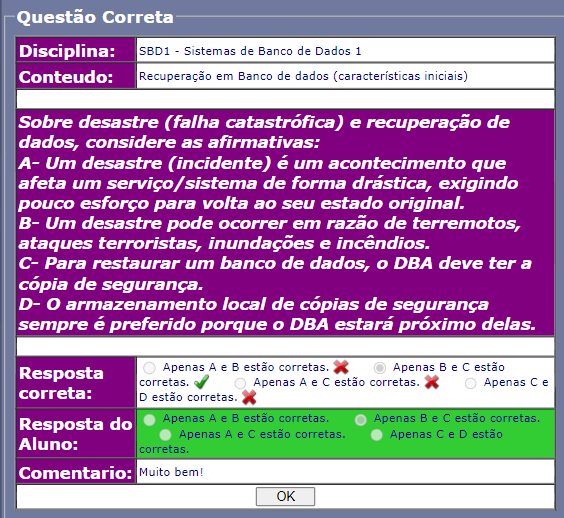 Questão Correta
Disciplina: SBD1 - Sistemas de Banco de Dados 1
Conteudo: Recuperação em Banco de dados (características iniciais)
Sobre desastre (falha catastrófica) e recuperação de
dados, considere as afirmativas:
A- Um desastre (incidente) é um acontecimento que
afeta um serviço/sistema de forma drástica, exigindo
pouco esforço para volta ao seu estado original.
B- Um desastre pode ocorrer em razão de terremotos,
ataques terroristas, inundações e incêndios.
C- Para restaurar um banco de dados, o DBA deve ter a
cópia de segurança.
D- O armazenamento local de cópias de segurança
sempre é preferido porque o DBA estará próximo delas.
Resposta
correta:
Apenas A e B estão corretas. Apenas B e C estão
corretas. Apenas A e C estão corretas. Apenas C e
D estão corretas.
Resposta do
Aluno:
Apenas A e B estão corretas. Apenas B e C estão corretas.
Apenas A e C estão corretas. Apenas C e D estão
corretas.
Comentario: Muito bem!
OK